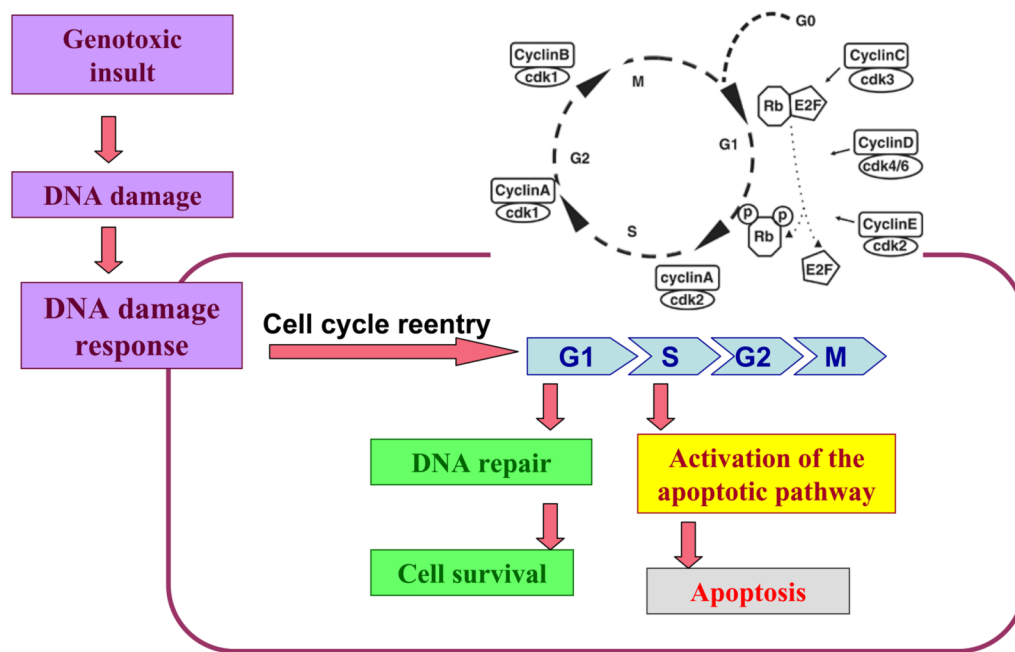 Genotoxic
insult
DNA damage
DNA damage
response
Cell cycle reentry
G1
S
G2
M
DNA repair
Cell survival
Activation of the
apoptotic pathway
Apoptosis
G0
CyclinB
cdk1
M
CyclinC
cdk3
Rb
E2F
G1
CyclinD
cdk4/6
G2
CyclinA
cdk1
S
P
P
Rb
CyclinE
cdk2
E2F
cyclinA
cdk2